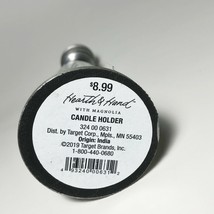 $8.99
Hearth & Hand
WITH MAGNOLIA
CANDLE HOLDER
324 00 0631
Dist. by Target Corp., Mpls., MN 55403
Origin: India
©2019 Target Brands, Inc.
1-800-440-0680